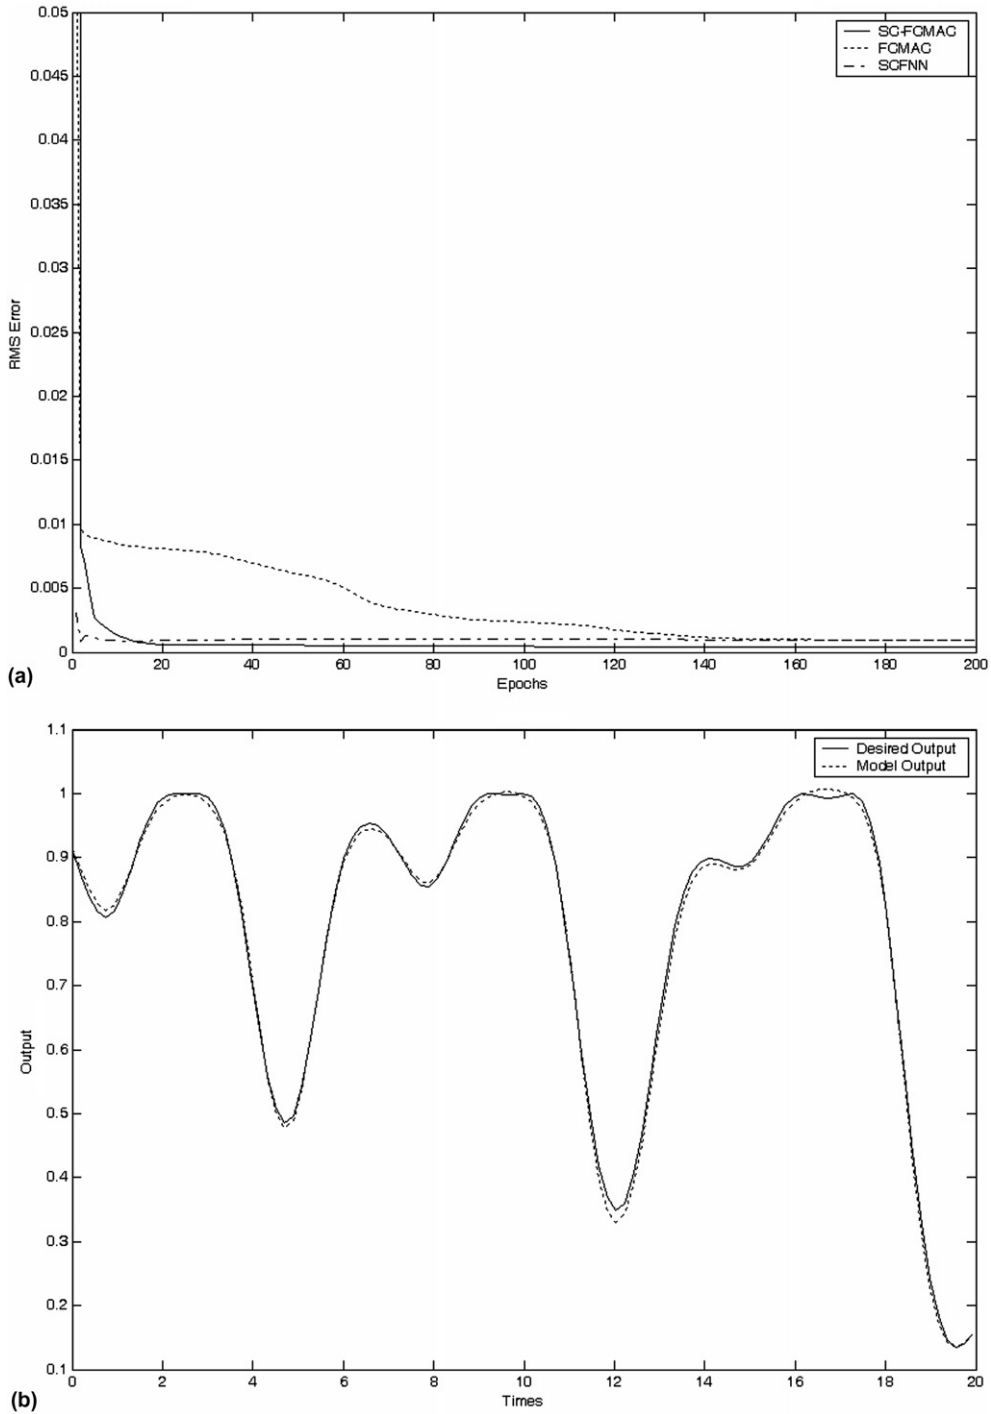 0.05
0.045
0.04
0.035
0.03
0.025
0.02
0.015
0.01
0.005
0
RMS Error
SC-FCMAC
FCMAC
SCFNN
0 20 40 60 80 100 120 140 160 180 200
Epochs
(a)
1.1
1
0.9
0.8
0.7
0.6
0.5
0.4
0.3
0.2
0.1
Output
Desired Output
Model Output
0 2 4 6 8 10 12 14 16 18 20
Times
(b)